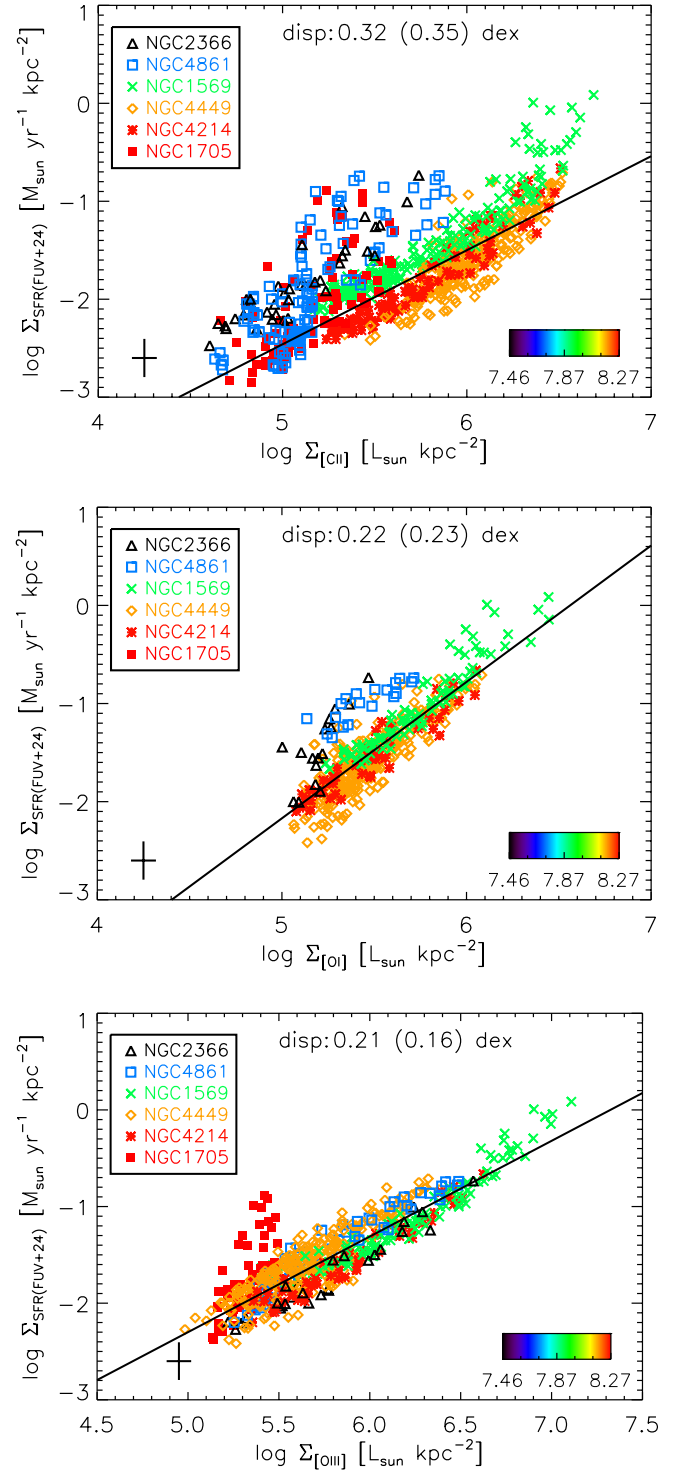 disp:0.32 (0.35) dex
NGC2366
NGC4861
NGC1569
NGC4449
NGC4214
NGC1705
log Σ_SFR(FUV+24) [M_sun yr^-1 kpc^-2]
1
0
-1
-2
-3
7.46 7.87 8.27
4 5 6 7
log Σ_[CII] [L_sun kpc^-2]
disp:0.22 (0.23) dex
NGC2366
NGC4861
NGC1569
NGC4449
NGC4214
NGC1705
log Σ_SFR(FUV+24) [M_sun yr^-1 kpc^-2]
1
0
-1
-2
-3
7.46 7.87 8.27
4 5 6 7
log Σ_[OI] [L_sun kpc^-2]
disp:0.21 (0.16) dex
NGC2366
NGC4861
NGC1569
NGC4449
NGC4214
NGC1705
log Σ_SFR(FUV+24) [M_sun yr^-1 kpc^-2]
1
0
-1
-2
-3
7.46 7.87 8.27
4.5 5.0 5.5 6.0 6.5 7.0 7.5
log Σ_[OIII] [L_sun kpc^-2]